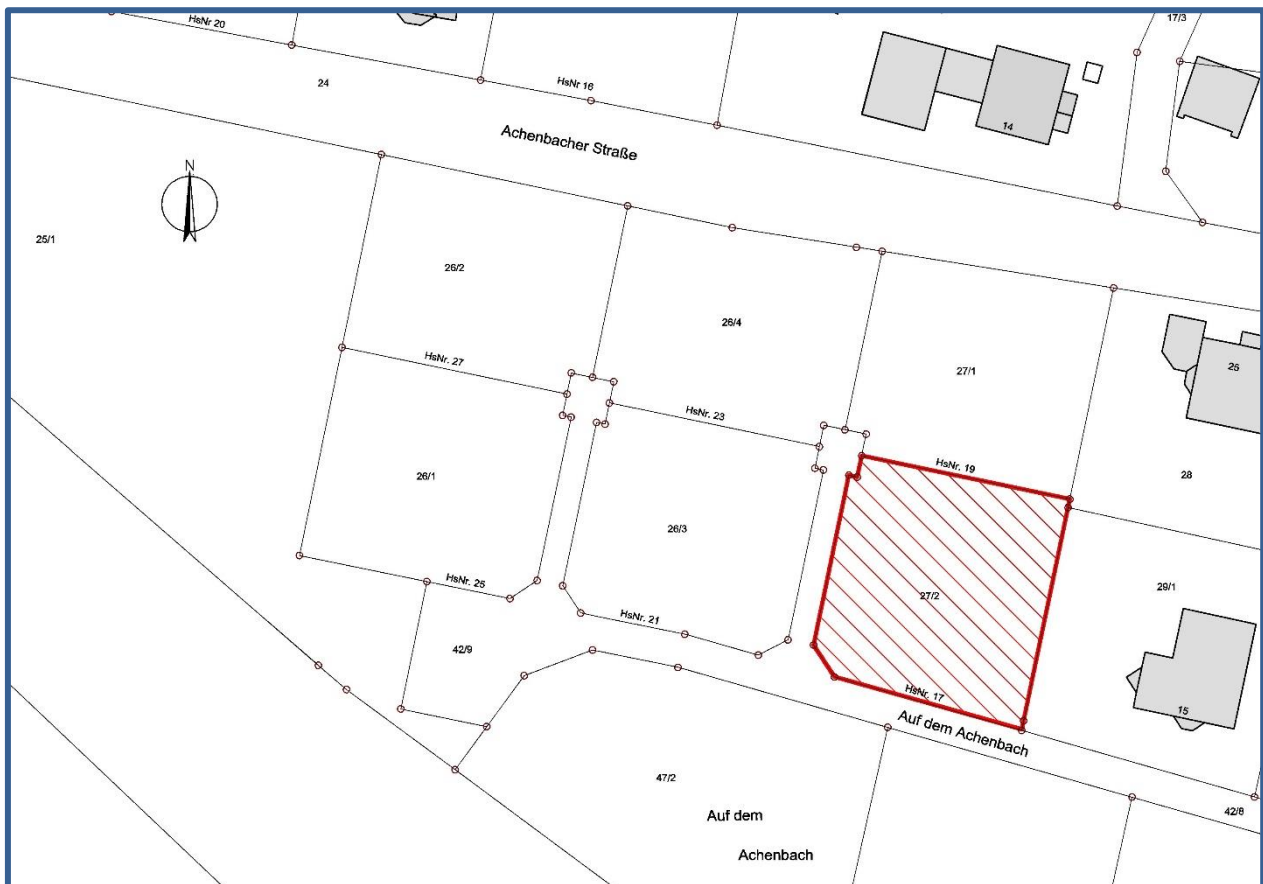 17/3
HsNr 20
24
HsNr 16
Achenbacher Straße
14
N
25/1
26/2
26/4
HsNr. 27
27/1
25
HsNr. 23
HsNr. 19
28
26/1
26/3
HsNr. 25
27/2
29/1
HsNr. 21
42/9
HsNr. 17
15
Auf dem Achenbach
47/2
Auf dem
Achenbach
42/8